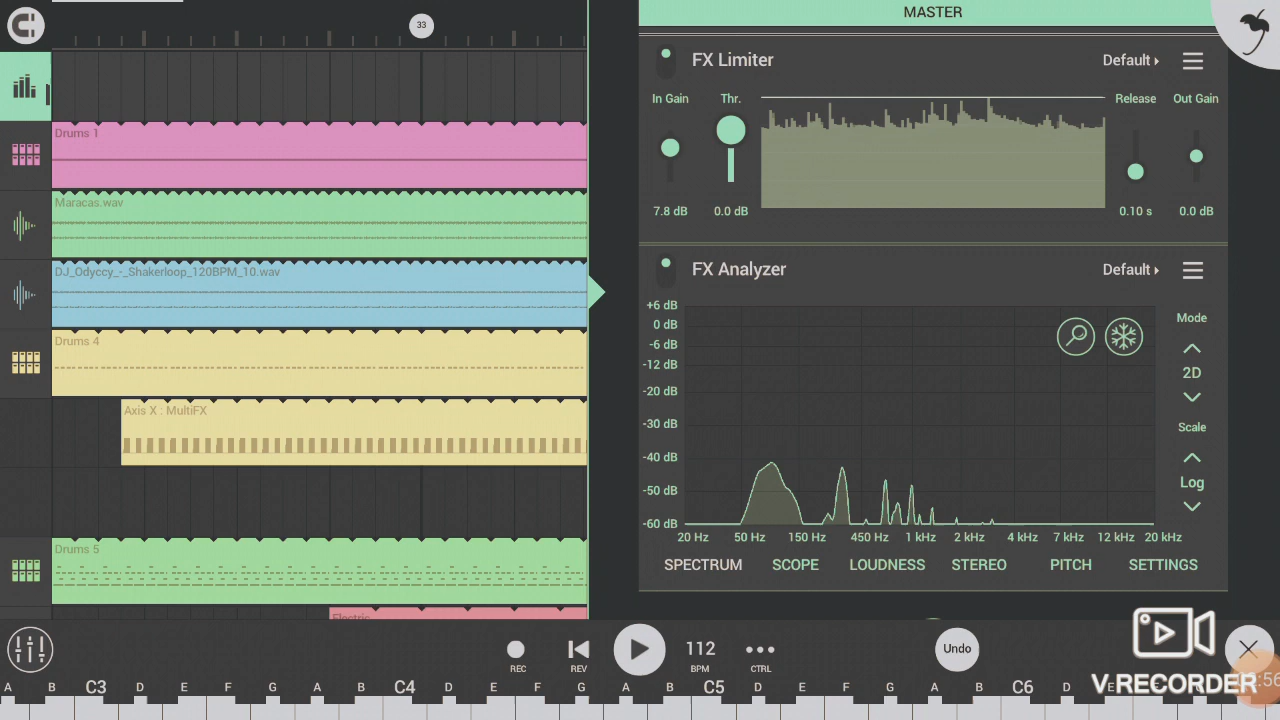 33
MASTER
FX Limiter
Default
In Gain
Thr.
Release
Out Gain
7.8 dB
0.0 dB
0.10 s
0.0 dB
Drums 1
Maracas.wav
DJ_Odyccy_-_Shakerloop_120BPM_10.wav
Drums 4
Axis X : MultiFX
Drums 5
Electric
FX Analyzer
Default
+6 dB
0 dB
-6 dB
-12 dB
-20 dB
-30 dB
-40 dB
-50 dB
-60 dB
Mode
2D
Scale
Log
20 Hz 50 Hz 150 Hz 450 Hz 1 kHz 2 kHz 4 kHz 7 kHz 12 kHz 20 kHz
SPECTRUM SCOPE LOUDNESS STEREO PITCH SETTINGS
REC
REV
112
BPM
CTRL
Undo
V.RECORDER
:56
A B C3 D E F G A B C4 D E F G A B C5 D E F G A B C6 D